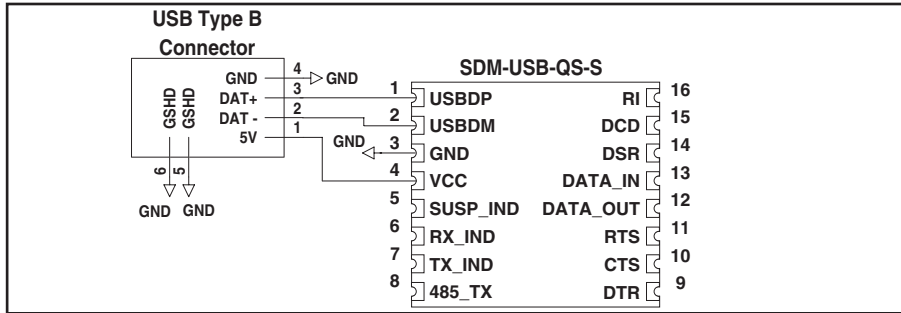 USB Type B
Connector
GND 4 GND
DAT+ 3
DAT - 2
5V 1
GSHD
GSHD
6
5
GND GND
SDM-USB-QS-S
1 USBDP RI 16
2 USBDM DCD 15
GND 3 GND DSR 14
4 VCC DATA_IN 13
5 SUSP_IND DATA_OUT 12
6 RX_IND RTS 11
7 TX_IND CTS 10
8 485_TX DTR 9